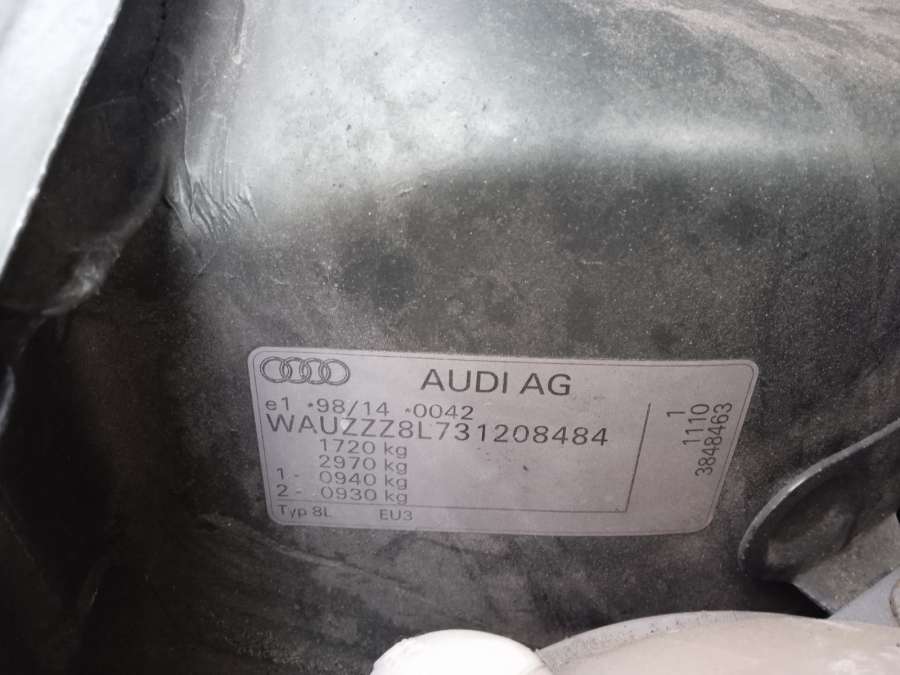 AUDI AG
e1 *98/14 *0042
WAUZZZ8L731208484
1720 kg
2970 kg
1 - 0940 kg
2 - 0930 kg
Typ 8L EU3
1
1110
3848463